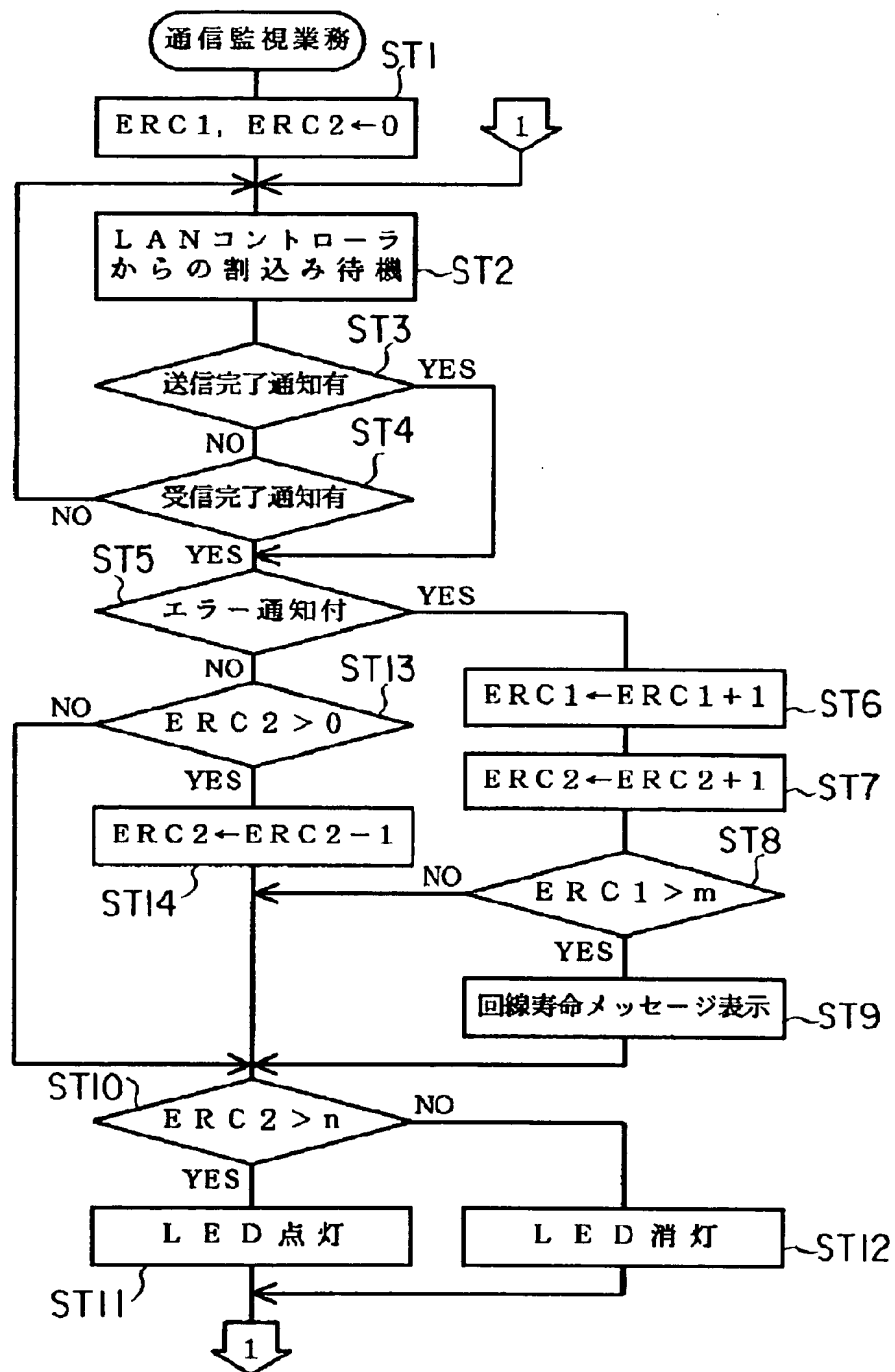 通信監視業務
ST1
ERC1, ERC2←0
1
LANコントローラ
からの割込み待機
ST2
ST3
送信完了通知有
YES
NO
ST4
受信完了通知有
NO
YES
ST5
エラー通知付
YES
NO
ST13
ERC2>0
NO
YES
ERC1←ERC1+1
ST6
ERC2←ERC2+1
ST7
ERC2←ERC2-1
ST14
ST8
ERC1>m
NO
YES
回線寿命メッセージ表示
ST9
ST10
ERC2>n
NO
YES
LED点灯
ST11
LED消灯
ST12
1